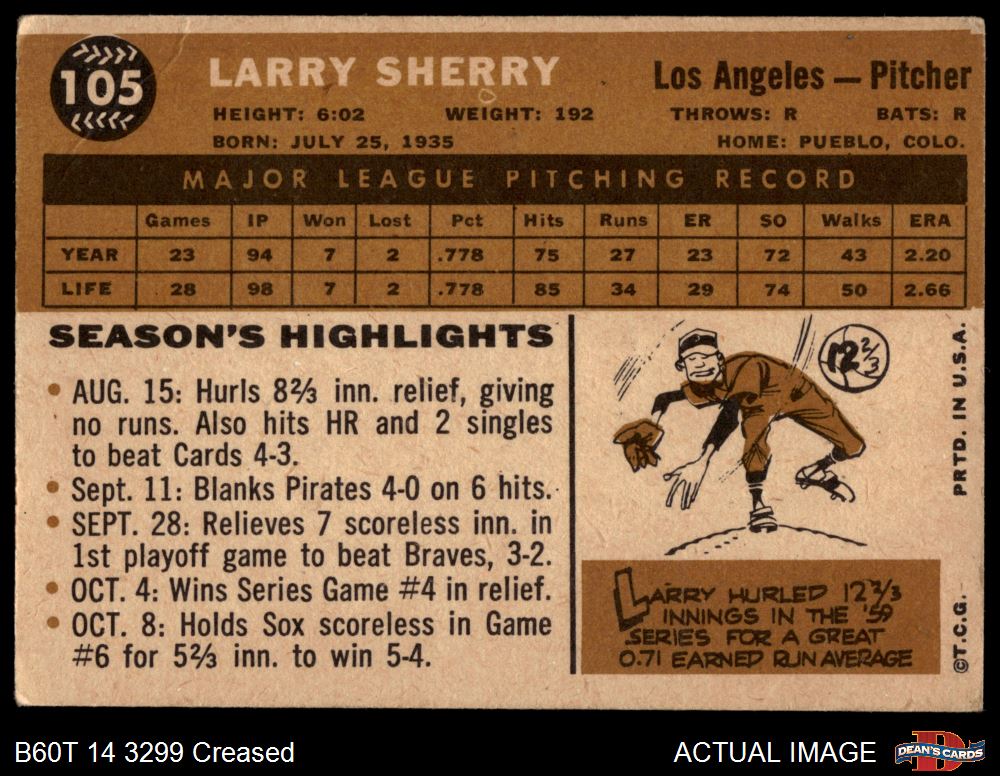 105
LARRY SHERRY
Los Angeles — Pitcher
HEIGHT: 6:02 WEIGHT: 192 THROWS: R BATS: R
BORN: JULY 25, 1935 HOME: PUEBLO, COLO.
MAJOR LEAGUE PITCHING RECORD
Games IP Won Lost Pct Hits Runs ER SO Walks ERA
YEAR 23 94 7 2 .778 75 27 23 72 43 2.20
LIFE 28 98 7 2 .778 85 34 29 74 50 2.66
SEASON'S HIGHLIGHTS
• AUG. 15: Hurls 8⅔ inn. relief, giving
no runs. Also hits HR and 2 singles
to beat Cards 4-3.
• Sept. 11: Blanks Pirates 4-0 on 6 hits.
• SEPT. 28: Relieves 7 scoreless inn. in
1st playoff game to beat Braves, 3-2.
• OCT. 4: Wins Series Game #4 in relief.
• OCT. 8: Holds Sox scoreless in Game
#6 for 5⅔ inn. to win 5-4.
12⅔
LARRY HURLED 12⅔
INNINGS IN THE '59
SERIES FOR A GREAT
0.71 EARNED RUN AVERAGE
©T.C.G. PRTD. IN U.S.A.
B60T 14 3299 Creased
ACTUAL IMAGE
DEAN'S CARDS